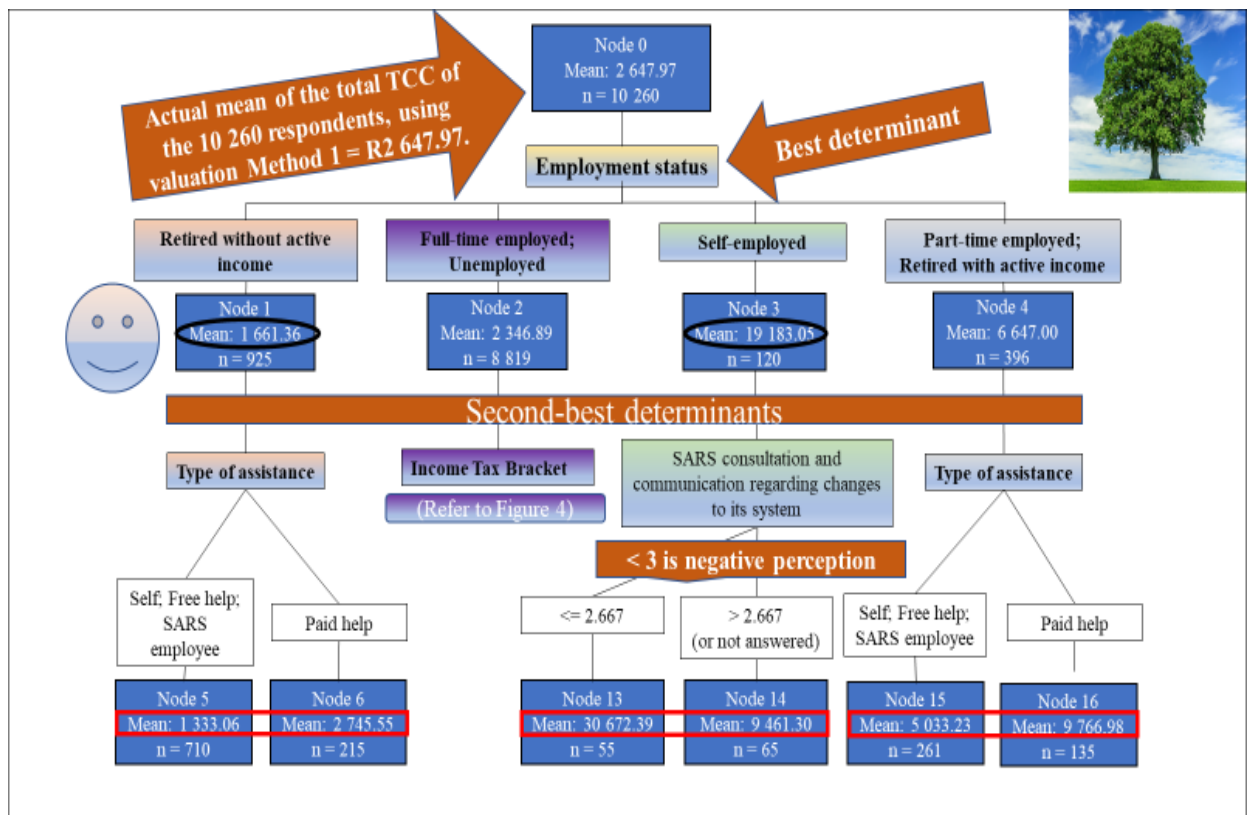 Actual mean of the total TCC of
the 10 260 respondents, using
valuation Method 1 = R2 647.97.
Node 0
Mean: 2 647.97
n = 10 260
Best determinant
Employment status
Retired without active
income
Full-time employed;
Unemployed
Self-employed
Part-time employed;
Retired with active income
Node 1
Mean: 1 661.36
n = 925
Node 2
Mean: 2 346.89
n = 8 819
Node 3
Mean: 19 183.05
n = 120
Node 4
Mean: 6 647.00
n = 396
Second-best determinants
Type of assistance
Income Tax Bracket
(Refer to Figure 4)
SARS consultation and
communication regarding changes
to its system
Type of assistance
< 3 is negative perception
Self; Free help;
SARS
employee
Paid help
<= 2.667
> 2.667
(or not answered)
Self; Free help;
SARS employee
Paid help
Node 5
Mean: 1 333.06
n = 710
Node 6
Mean: 2 745.55
n = 215
Node 13
Mean: 30 672.39
n = 55
Node 14
Mean: 9 461.30
n = 65
Node 15
Mean: 5 033.23
n = 261
Node 16
Mean: 9 766.98
n = 135